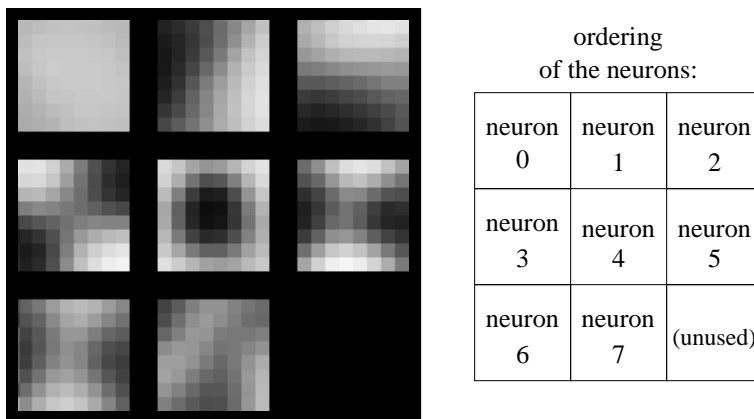 ordering
of the neurons:
neuron neuron neuron
0 1 2
neuron neuron neuron
3 4 5
neuron neuron (unused)
6 7